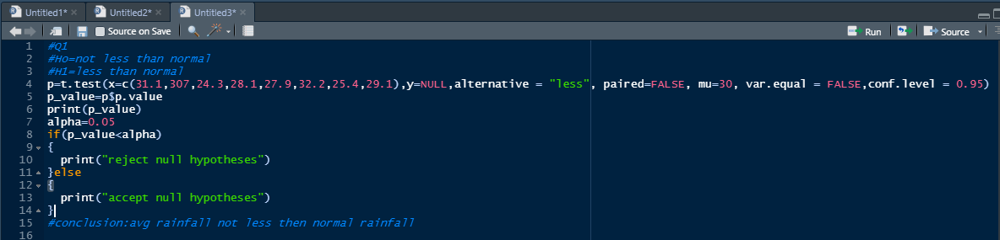 Untitled1* × Untitled2* × Untitled3* ×
Source on Save Run Source
1 #Q1
2 #Ho=not less than normal
3 #H1=less than normal
4 p=t.test(x=c(31.1,307,24.3,28.1,27.9,32.2,25.4,29.1),y=NULL,alternative = "less", paired=FALSE, mu=30, var.equal = FALSE,conf.level = 0.95)
5 p_value=p$p.value
6 print(p_value)
7 alpha=0.05
8 if(p_value<alpha)
9 {
10   print("reject null hypotheses")
11 }else
12 {
13   print("accept null hypotheses")
14 }
15 #conclusion:avg rainfall not less then normal rainfall
16